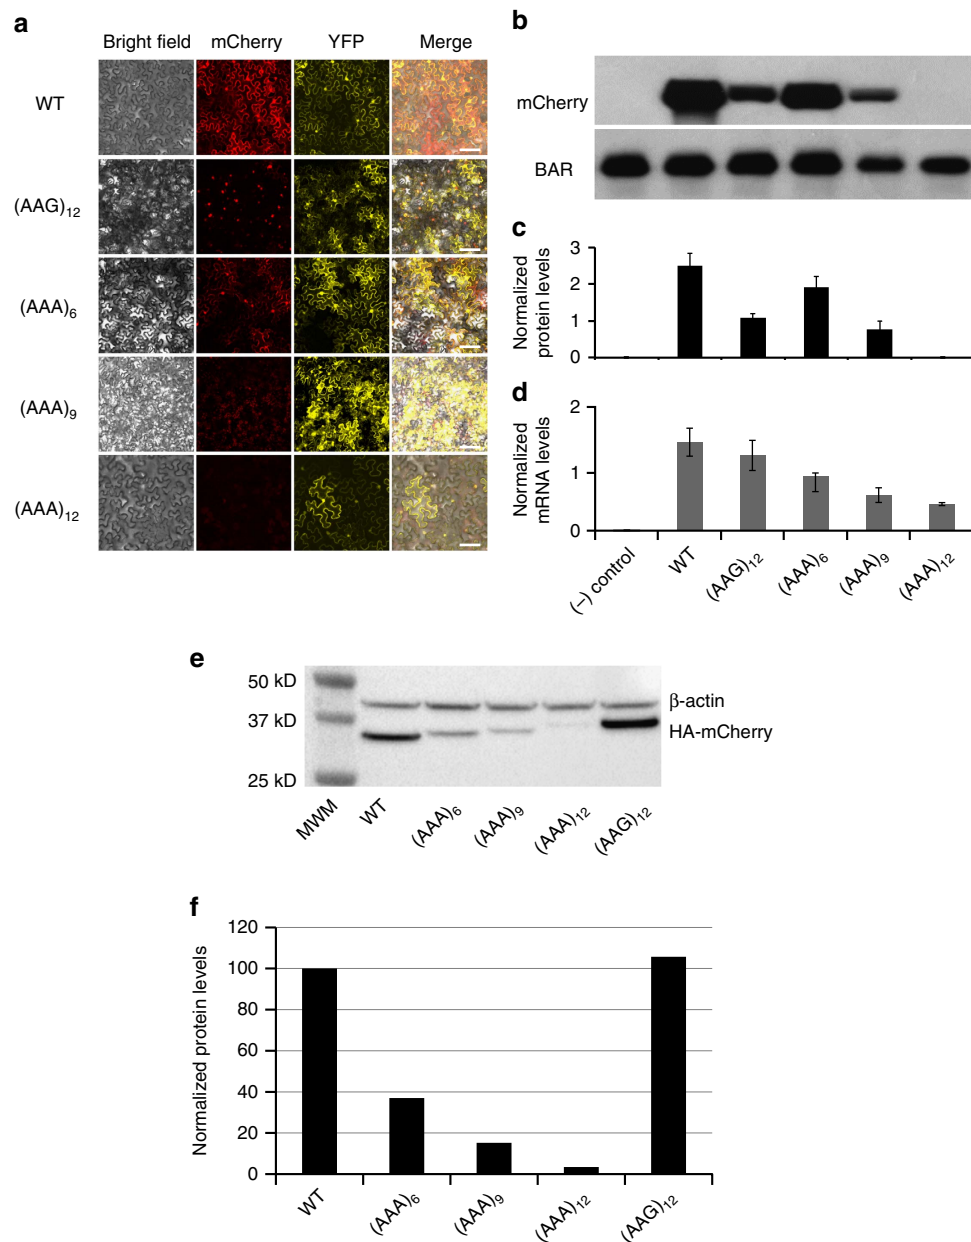 a
Bright field mCherry YFP Merge
WT
(AAG)12
(AAA)6
(AAA)9
(AAA)12
b
mCherry
BAR
c
Normalized
protein levels
3
2
1
0
d
Normalized
mRNA levels
2
1
0
(–) control
WT
(AAG)12
(AAA)6
(AAA)9
(AAA)12
e
50 kD
37 kD
25 kD
β-actin
HA-mCherry
MWM
WT
(AAA)6
(AAA)9
(AAA)12
(AAG)12
f
Normalized protein levels
120
100
80
60
40
20
0
WT
(AAA)6
(AAA)9
(AAA)12
(AAG)12